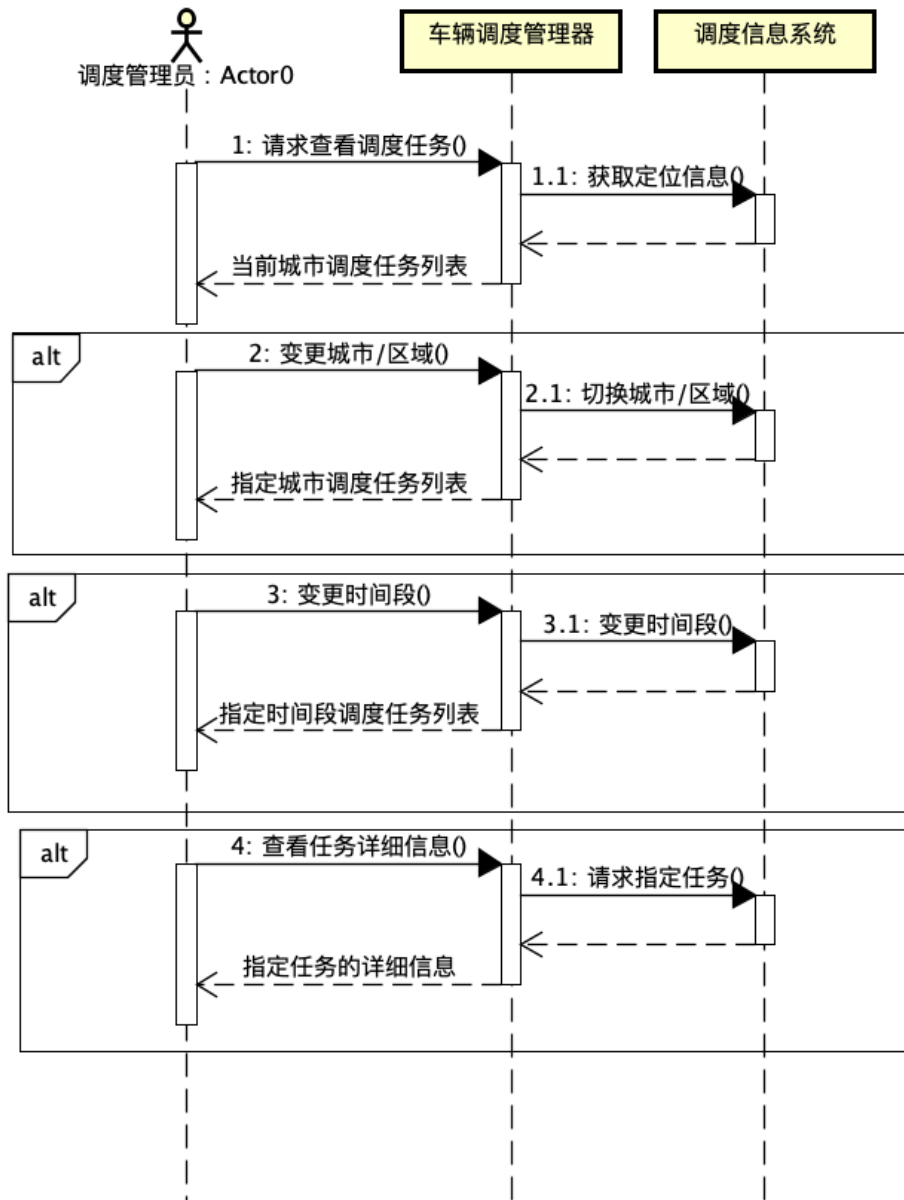 车辆调度管理器
调度信息系统
调度管理员：Actor0
1: 请求查看调度任务()
1.1: 获取定位信息()
当前城市调度任务列表
alt
2: 变更城市/区域()
2.1: 切换城市/区域()
指定城市调度任务列表
alt
3: 变更时间段()
3.1: 变更时间段()
指定时间段调度任务列表
alt
4: 查看任务详细信息()
4.1: 请求指定任务()
指定任务的详细信息